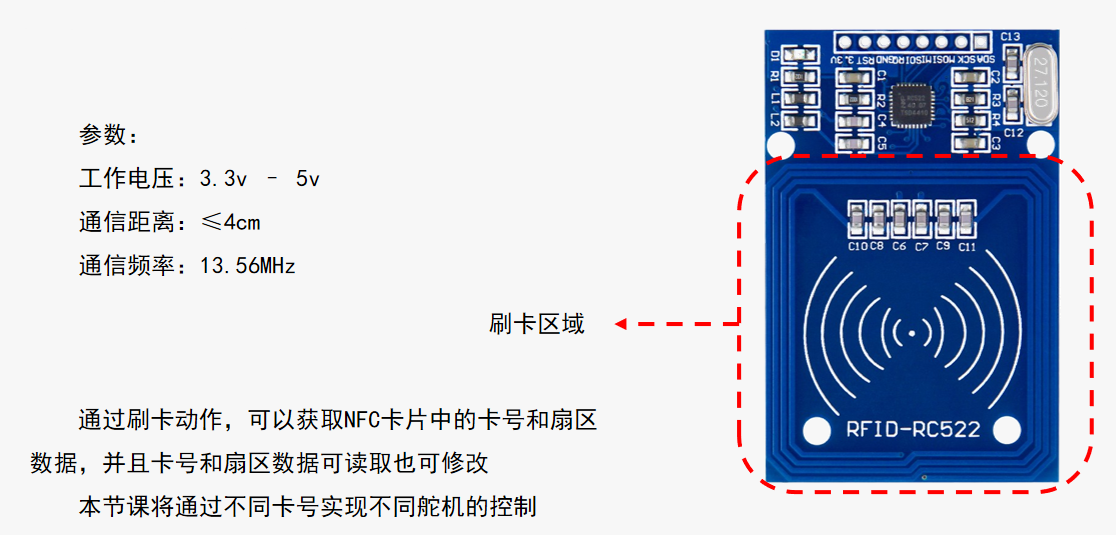 参数：
工作电压：3.3v – 5v
通信距离：≤4cm
通信频率：13.56MHz
刷卡区域
通过刷卡动作，可以获取NFC卡片中的卡号和扇区
数据，并且卡号和扇区数据可读取也可修改
本节课将通过不同卡号实现不同舵机的控制
C13
D1
3.3V RST GND IRQ MISO MOSI SCK SDA
R1
C1
C2
27.120
L1
R2
R3
L2
C4
R4
C12
C5
C3
RC522
C10 C8 C6 C7 C9 C11
RFID-RC522